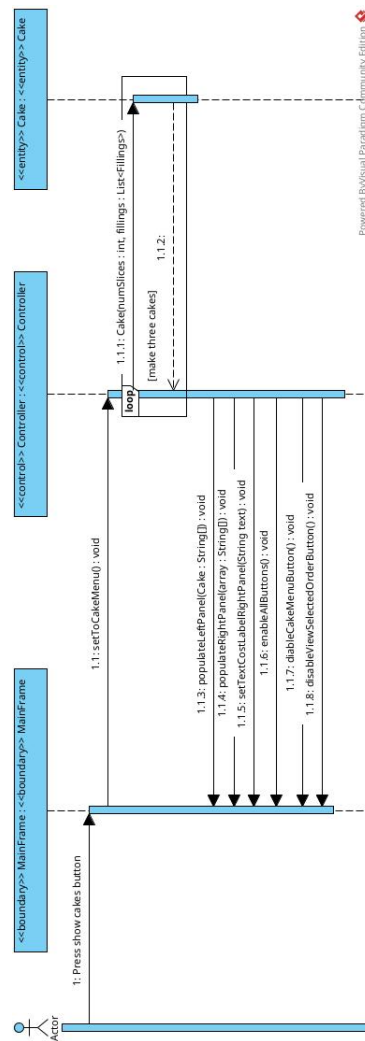 Actor
<<boundary>> MainFrame : <<boundary>> MainFrame
<<control>> Controller : <<control>> Controller
<<entity>> Cake : <<entity>> Cake
1: Press show cakes button
1.1: setToCakeMenu() : void
loop
[make three cakes]
1.1.1: Cake(numSlices : int, fillings : List<Fillings>)
1.1.2:
1.1.3: populateLeftPanel(Cake : String[]) : void
1.1.4: populateRightPanel(array : String[]) : void
1.1.5: setTextCostLabelRightPanel(String text) : void
1.1.6: enableAllButtons() : void
1.1.7: diableCakeMenuButton() : void
1.1.8: disableViewSelectedOrderButton() : void
Powered ByVisual Paradigm Community Edition